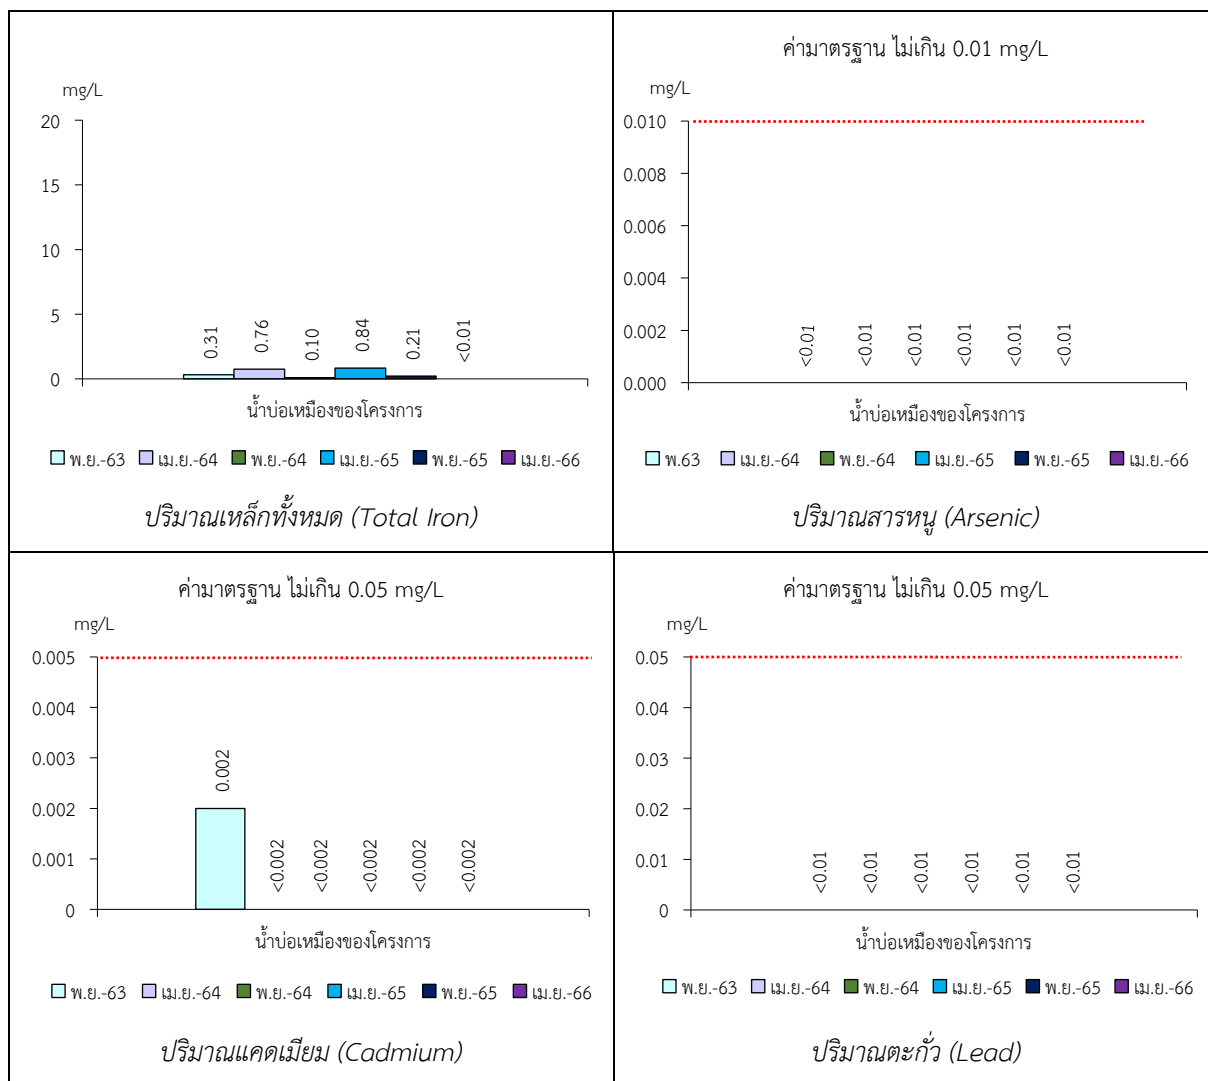 mg/L
20
15
10
5
0
0.31
0.76
0.10
0.84
0.21
<0.01
น้ำบ่อเหมืองของโครงการ
พ.ย.-63 เม.ย.-64 พ.ย.-64 เม.ย.-65 พ.ย.-65 เม.ย.-66
ปริมาณเหล็กทั้งหมด (Total Iron)
ค่ามาตรฐาน ไม่เกิน 0.01 mg/L
mg/L
0.010
0.008
0.006
0.004
0.002
0.000
<0.01
<0.01
<0.01
<0.01
<0.01
<0.01
น้ำบ่อเหมืองของโครงการ
พ.63 เม.ย.-64 พ.ย.-64 เม.ย.-65 พ.ย.-65 เม.ย.-66
ปริมาณสารหนู (Arsenic)
ค่ามาตรฐาน ไม่เกิน 0.05 mg/L
mg/L
0.005
0.004
0.003
0.002
0.001
0
0.002
<0.002
<0.002
<0.002
<0.002
<0.002
น้ำบ่อเหมืองของโครงการ
พ.ย.-63 เม.ย.-64 พ.ย.-64 เม.ย.-65 พ.ย.-65 เม.ย.-66
ปริมาณแคดเมียม (Cadmium)
ค่ามาตรฐาน ไม่เกิน 0.05 mg/L
mg/L
0.05
0.04
0.03
0.02
0.01
0
<0.01
<0.01
<0.01
<0.01
<0.01
<0.01
น้ำบ่อเหมืองของโครงการ
พ.ย.-63 เม.ย.-64 พ.ย.-64 เม.ย.-65 พ.ย.-65 เม.ย.-66
ปริมาณตะกั่ว (Lead)